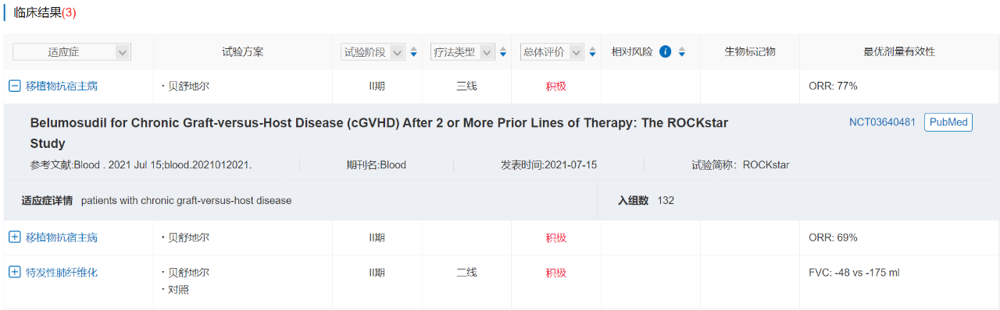 临床结果(3)
适应症 试验方案 试验阶段 疗法类型 总体评价 相对风险 i 生物标记物 最优剂量有效性
移植物抗宿主病 · 贝舒地尔 II期 三线 积极 ORR: 77%
Belumosudil for Chronic Graft-versus-Host Disease (cGVHD) After 2 or More Prior Lines of Therapy: The ROCKstar
Study
NCT03640481 PubMed
参考文献:Blood . 2021 Jul 15;blood.2021012021. 期刊名:Blood 发表时间:2021-07-15 试验简称: ROCKstar
适应症详情 patients with chronic graft-versus-host disease 入组数 132
移植物抗宿主病 · 贝舒地尔 II期 积极 ORR: 69%
特发性肺纤维化 · 贝舒地尔 II期 二线 积极 FVC: -48 vs -175 ml
· 对照